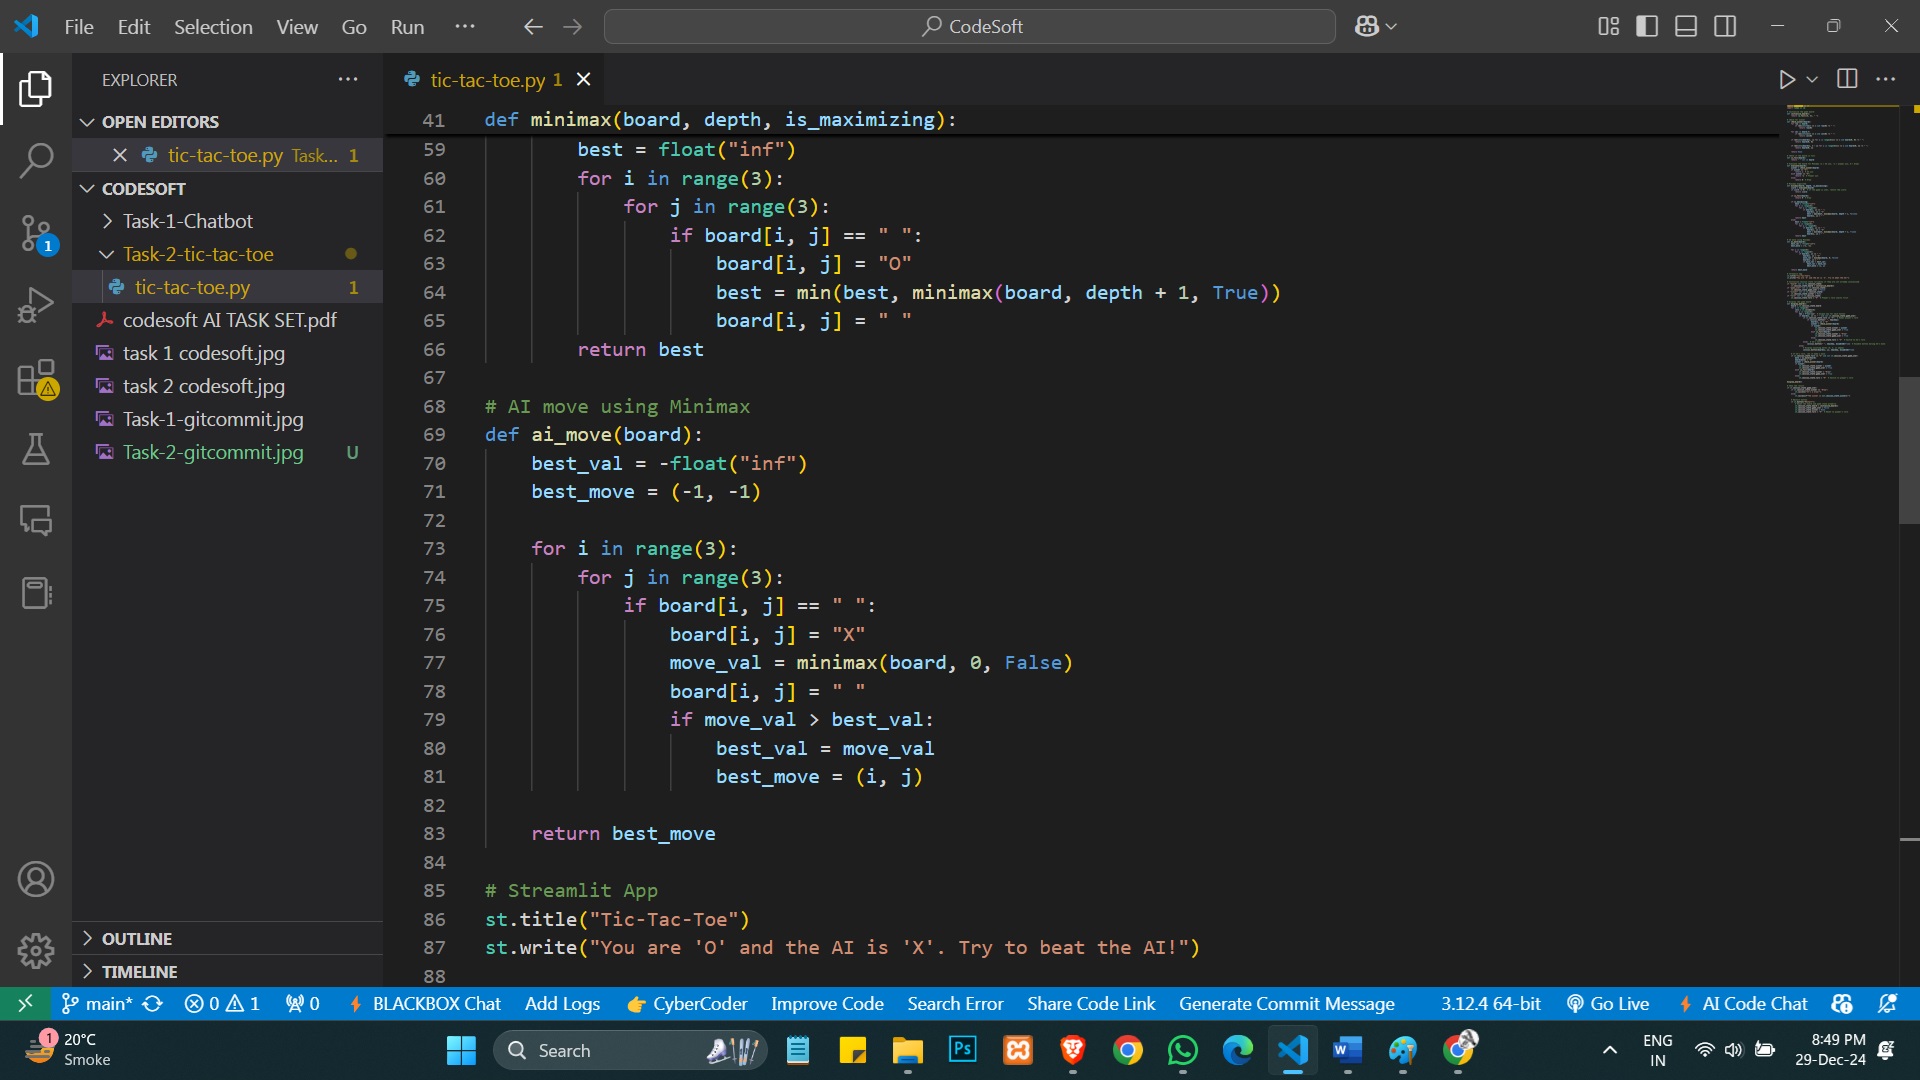 File Edit Selection View Go Run ··· CodeSoft
EXPLORER ···
OPEN EDITORS
tic-tac-toe.py Task... 1
CODESOFT
Task-1-Chatbot
Task-2-tic-tac-toe
tic-tac-toe.py 1
codesoft AI TASK SET.pdf
task 1 codesoft.jpg
task 2 codesoft.jpg
Task-1-gitcommit.jpg
Task-2-gitcommit.jpg U
OUTLINE
TIMELINE
1
tic-tac-toe.py 1
41 def minimax(board, depth, is_maximizing):
59 best = float("inf")
60 for i in range(3):
61 for j in range(3):
62 if board[i, j] == " ":
63 board[i, j] = "O"
64 best = min(best, minimax(board, depth + 1, True))
65 board[i, j] = " "
66 return best
67
68 # AI move using Minimax
69 def ai_move(board):
70 best_val = -float("inf")
71 best_move = (-1, -1)
72
73 for i in range(3):
74 for j in range(3):
75 if board[i, j] == " ":
76 board[i, j] = "X"
77 move_val = minimax(board, 0, False)
78 board[i, j] = " "
79 if move_val > best_val:
80 best_val = move_val
81 best_move = (i, j)
82
83 return best_move
84
85 # Streamlit App
86 st.title("Tic-Tac-Toe")
87 st.write("You are 'O' and the AI is 'X'. Try to beat the AI!")
88
main* 0 1 0 BLACKBOX Chat Add Logs CyberCoder Improve Code Search Error Share Code Link Generate Commit Message 3.12.4 64-bit Go Live AI Code Chat
1 20°C
Smoke
Search
Ps
W
ENG
IN
8:49 PM
29-Dec-24